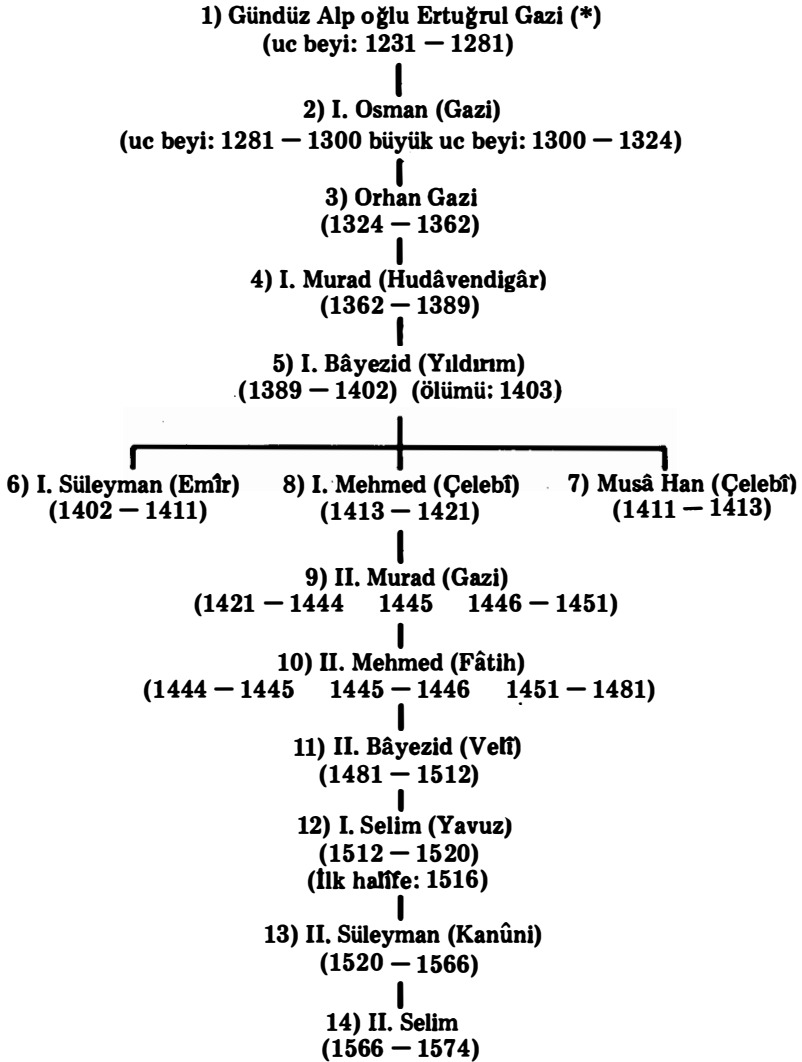 1) Gündüz Alp oğlu Ertuğrul Gazi (*)
(uc beyi: 1231 — 1281)
2) I. Osman (Gazi)
(uc beyi: 1281 — 1300 büyük uc beyi: 1300 — 1324)
3) Orhan Gazi
(1324 — 1362)
4) I. Murad (Hudâvendigâr)
(1362 — 1389)
5) I. Bâyezid (Yıldırım)
(1389 — 1402) (ölümü: 1403)
6) I. Süleyman (Emîr) 8) I. Mehmed (Çelebî) 7) Musâ Han (Çelebî)
(1402 — 1411) (1413 — 1421) (1411 — 1413)
9) II. Murad (Gazi)
(1421 — 1444 1445 1446 — 1451)
10) II. Mehmed (Fâtih)
(1444 — 1445 1445 — 1446 1451 — 1481)
11) II. Bâyezid (Velî)
(1481 — 1512)
12) I. Selim (Yavuz)
(1512 — 1520)
(İlk halîfe: 1516)
13) II. Süleyman (Kanûni)
(1520 — 1566)
14) II. Selim
(1566 — 1574)